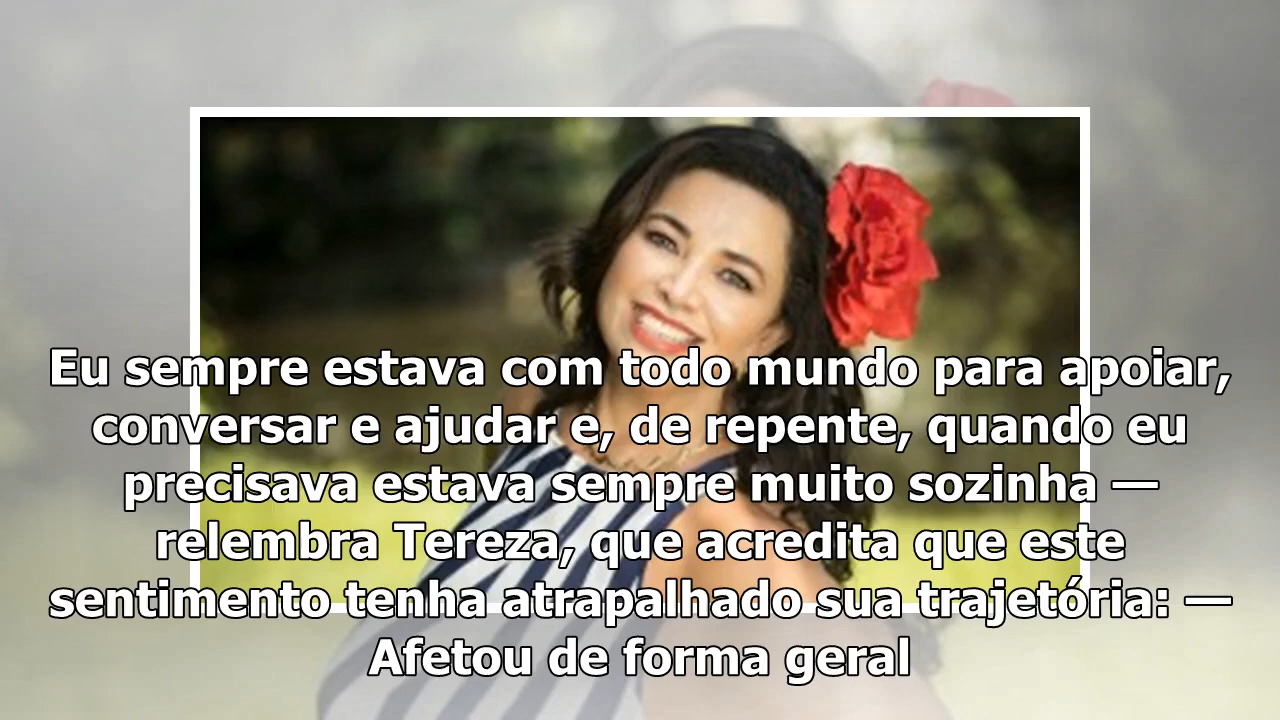 Eu sempre estava com todo mundo para apoiar,
conversar e ajudar e, de repente, quando eu
precisava estava sempre muito sozinha —
relembra Tereza, que acredita que este
sentimento tenha atrapalhado sua trajetória: —
Afetou de forma geral